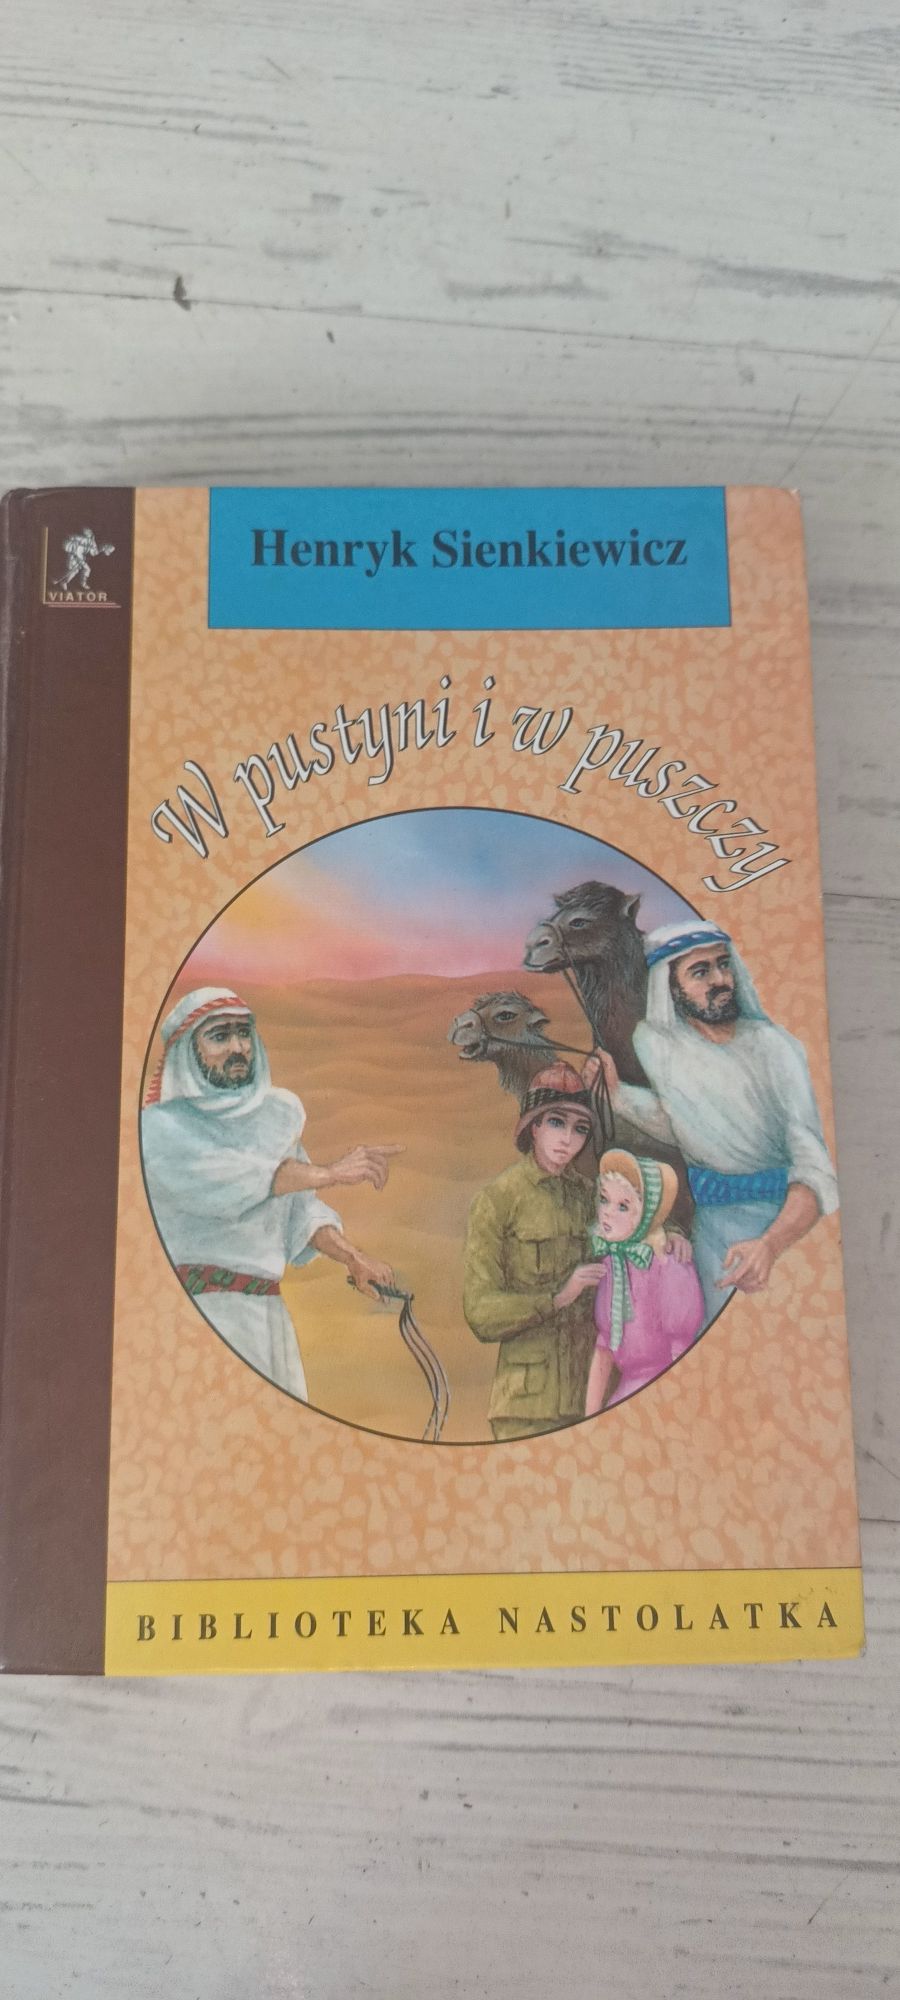 VIATOR
Henryk Sienkiewicz
W pustyni i w puszczy
BIBLIOTEKA NASTOLATKA